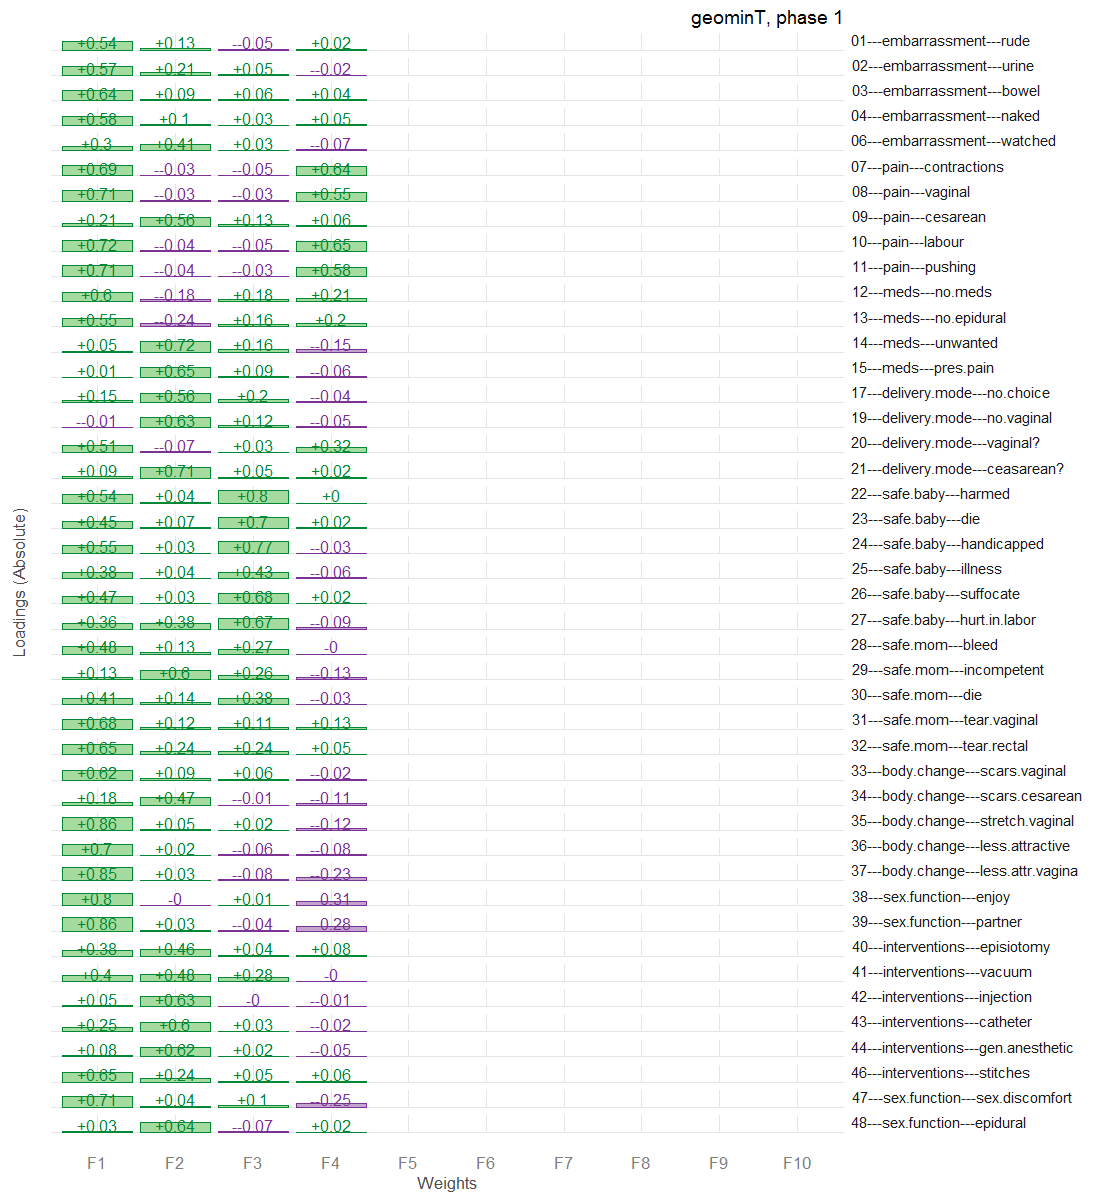 geominT, phase 1
+0.54 +0.13 --0.05 +0.02 01---embarrassment---rude
+0.57 +0.21 +0.05 --0.02 02---embarrassment---urine
+0.64 +0.09 +0.06 +0.04 03---embarrassment---bowel
+0.58 +0.1 +0.03 +0.05 04---embarrassment---naked
+0.3 +0.41 +0.03 --0.07 06---embarrassment---watched
+0.69 --0.03 --0.05 +0.64 07---pain---contractions
+0.71 --0.03 --0.03 +0.55 08---pain---vaginal
+0.21 +0.56 +0.13 +0.06 09---pain---cesarean
+0.72 --0.04 --0.05 +0.65 10---pain---labour
+0.71 --0.04 --0.03 +0.58 11---pain---pushing
+0.6 --0.18 +0.18 +0.21 12---meds---no.meds
+0.55 --0.24 +0.16 +0.2 13---meds---no.epidural
+0.05 +0.72 +0.16 --0.15 14---meds---unwanted
+0.01 +0.65 +0.09 --0.06 15---meds---pres.pain
+0.15 +0.56 +0.2 --0.04 17---delivery.mode---no.choice
--0.01 +0.63 +0.12 --0.05 19---delivery.mode---no.vaginal
+0.51 --0.07 +0.03 +0.32 20---delivery.mode---vaginal?
+0.09 +0.71 +0.05 +0.02 21---delivery.mode---ceasarean?
+0.54 +0.04 +0.8 +0 22---safe.baby---harmed
+0.45 +0.07 +0.7 +0.02 23---safe.baby---die
+0.55 +0.03 +0.77 --0.03 24---safe.baby---handicapped
+0.38 +0.04 +0.43 --0.06 25---safe.baby---illness
+0.47 +0.03 +0.68 +0.02 26---safe.baby---suffocate
+0.36 +0.38 +0.67 --0.09 27---safe.baby---hurt.in.labor
+0.48 +0.13 +0.27 -0 28---safe.mom---bleed
+0.13 +0.6 +0.26 --0.13 29---safe.mom---incompetent
+0.41 +0.14 +0.38 --0.03 30---safe.mom---die
+0.68 +0.12 +0.11 +0.13 31---safe.mom---tear.vaginal
+0.65 +0.24 +0.24 +0.05 32---safe.mom---tear.rectal
+0.62 +0.09 +0.06 --0.02 33---body.change---scars.vaginal
+0.18 +0.47 --0.01 --0.11 34---body.change---scars.cesarean
+0.86 +0.05 +0.02 --0.12 35---body.change---stretch.vaginal
+0.7 +0.02 --0.06 --0.08 36---body.change---less.attractive
+0.85 +0.03 --0.08 --0.23 37---body.change---less.attr.vagina
+0.8 -0 +0.01 --0.31 38---sex.function---enjoy
+0.86 +0.03 --0.04 --0.28 39---sex.function---partner
+0.38 +0.46 +0.04 +0.08 40---interventions---episiotomy
+0.4 +0.48 +0.28 -0 41---interventions---vacuum
+0.05 +0.63 -0 --0.01 42---interventions---injection
+0.25 +0.6 +0.03 --0.02 43---interventions---catheter
+0.08 +0.62 +0.02 --0.05 44---interventions---gen.anesthetic
+0.65 +0.24 +0.05 +0.06 46---interventions---stitches
+0.71 +0.04 +0.1 --0.25 47---sex.function---sex.discomfort
+0.03 +0.64 --0.07 +0.02 48---sex.function---epidural
Loadings (Absolute)
F1 F2 F3 F4 F5 F6 F7 F8 F9 F10
Weights